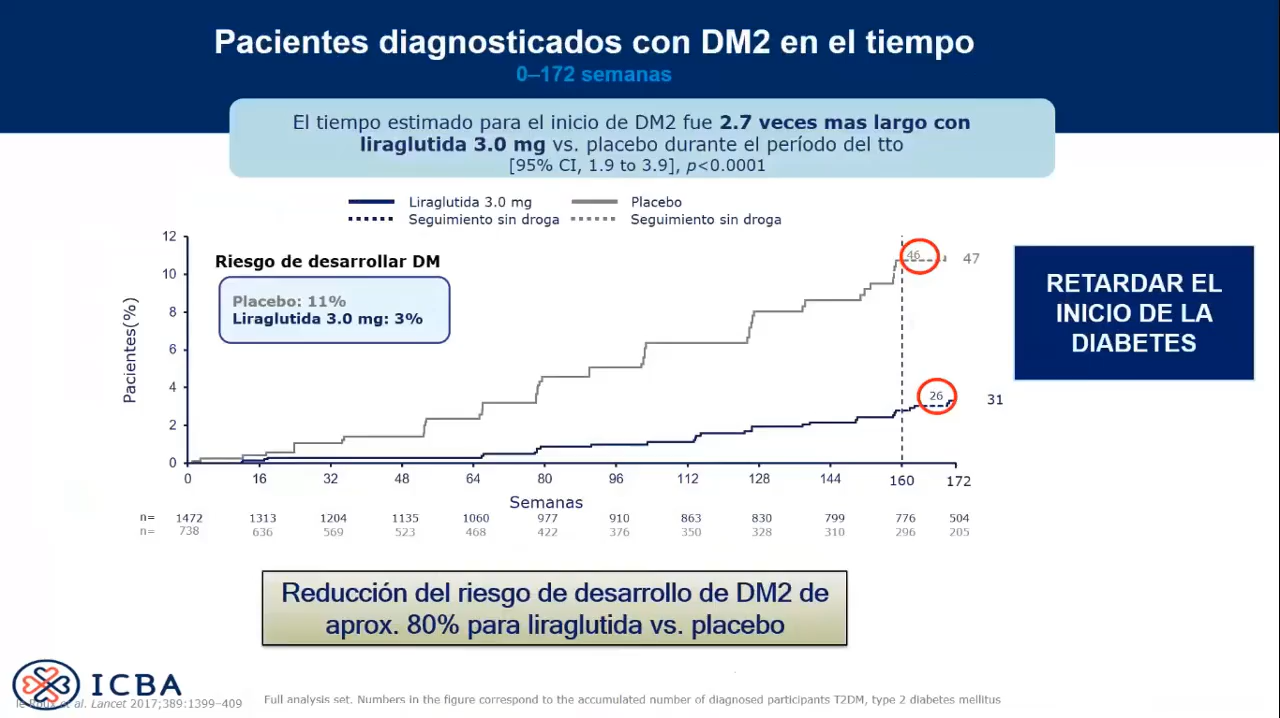 Pacientes diagnosticados con DM2 en el tiempo
0–172 semanas
El tiempo estimado para el inicio de DM2 fue 2.7 veces mas largo con
liraglutida 3.0 mg vs. placebo durante el período del tto
[95% CI, 1.9 to 3.9], p<0.0001
Liraglutida 3.0 mg Placebo
Seguimiento sin droga Seguimiento sin droga
Riesgo de desarrollar DM
Placebo: 11%
Liraglutida 3.0 mg: 3%
Pacientes(%)
12
10
8
6
4
2
0
46 47
26 31
0 16 32 48 64 80 96 112 128 144 160 172
Semanas
n= 1472 1313 1204 1135 1060 977 910 863 830 799 776 504
n= 738 636 569 523 468 422 376 350 328 310 296 205
RETARDAR EL
INICIO DE LA
DIABETES
Reducción del riesgo de desarrollo de DM2 de
aprox. 80% para liraglutida vs. placebo
ICBA
et al. Lancet 2017;389:1399–409
Full analysis set. Numbers in the figure correspond to the accumulated number of diagnosed participants T2DM, type 2 diabetes mellitus